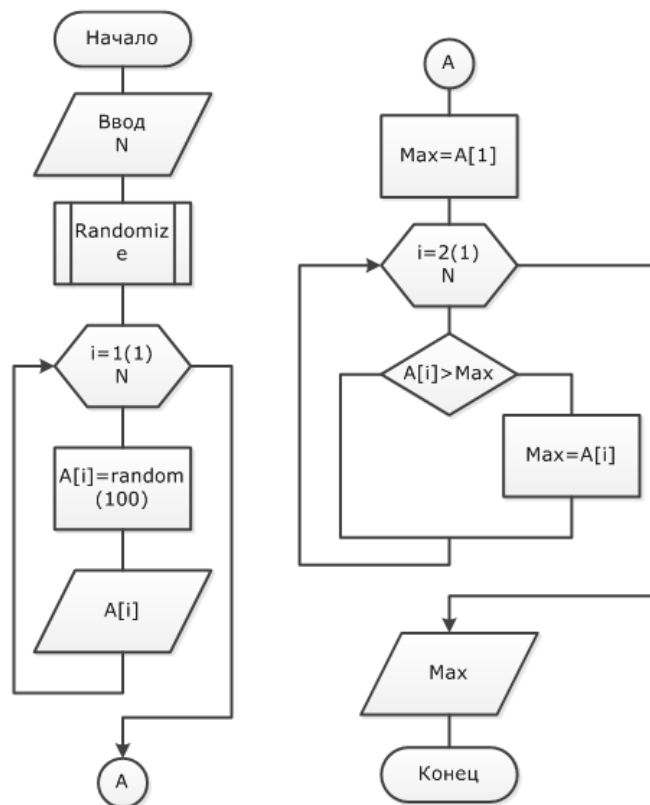 Начало
Ввод
N
Randomiz
e
i=1(1)
N
A[i]=random
(100)
A[i]
A
A
Max=A[1]
i=2(1)
N
A[i]>Max
Max=A[i]
Max
Конец